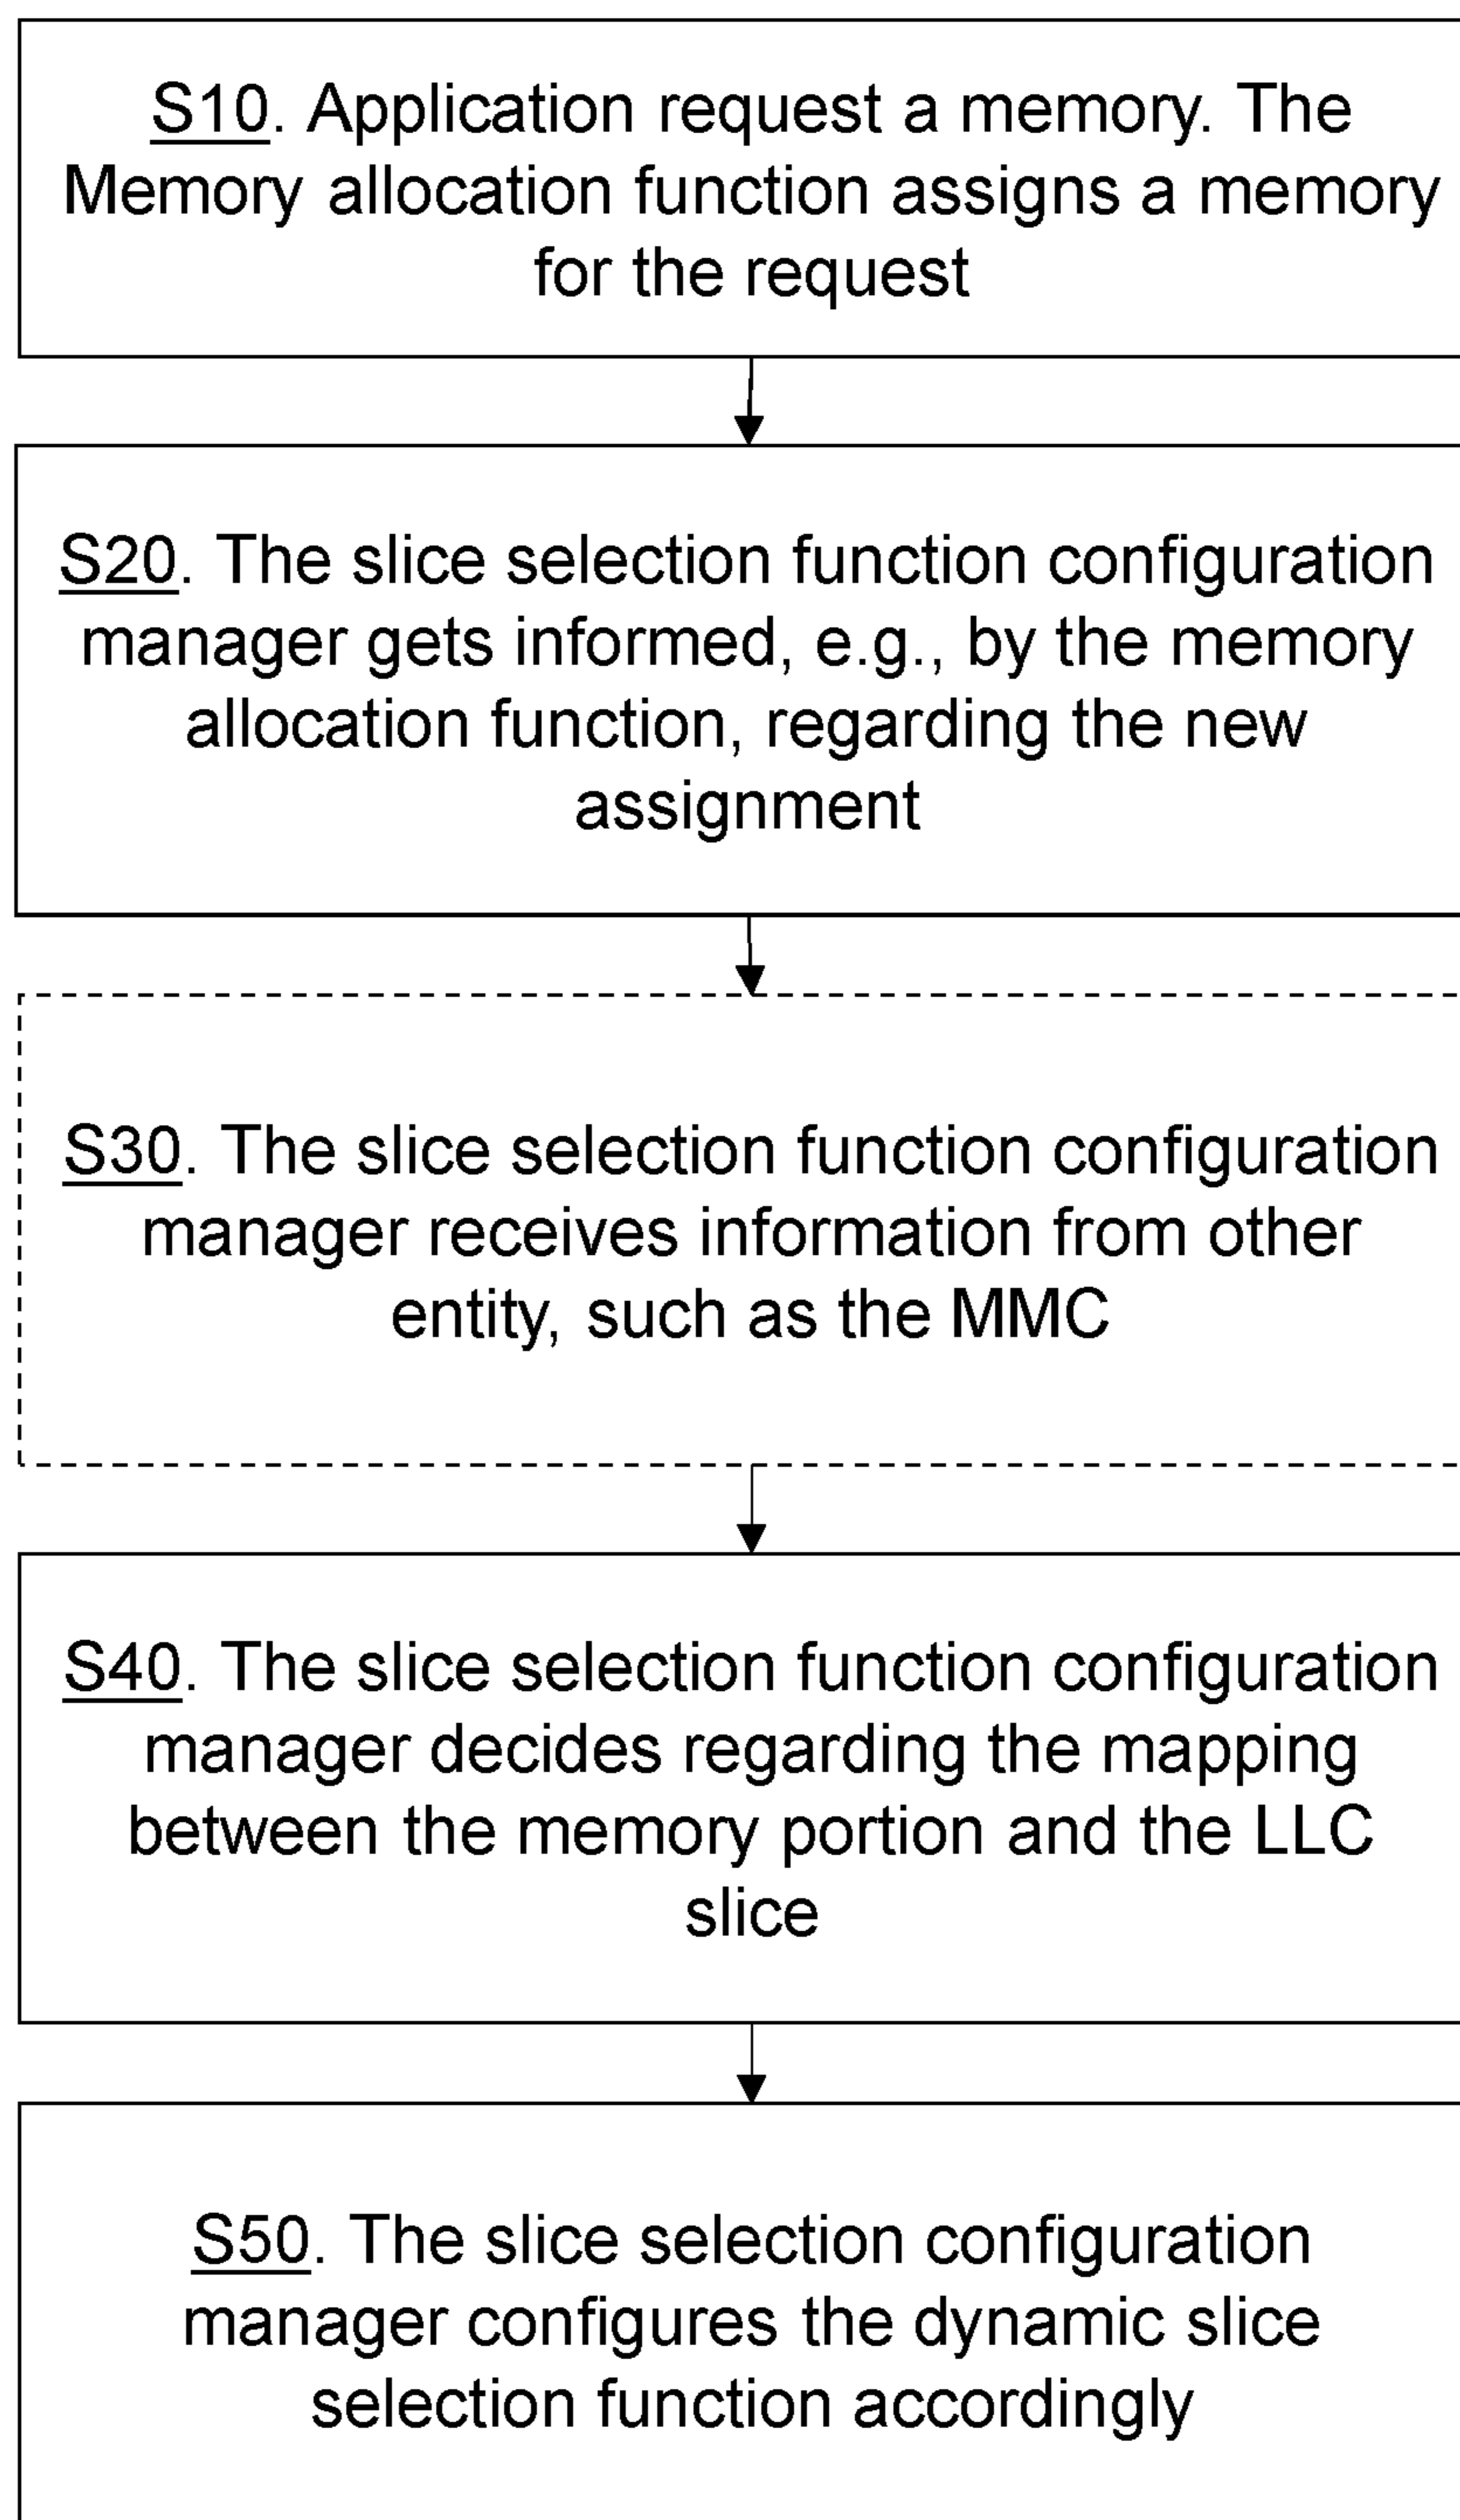 S10. Application request a memory. The
Memory allocation function assigns a memory
for the request
S20. The slice selection function configuration
manager gets informed, e.g., by the memory
allocation function, regarding the new
assignment
S30. The slice selection function configuration
manager receives information from other
entity, such as the MMC
S40. The slice selection function configuration
manager decides regarding the mapping
between the memory portion and the LLC
slice
S50. The slice selection configuration
manager configures the dynamic slice
selection function accordingly